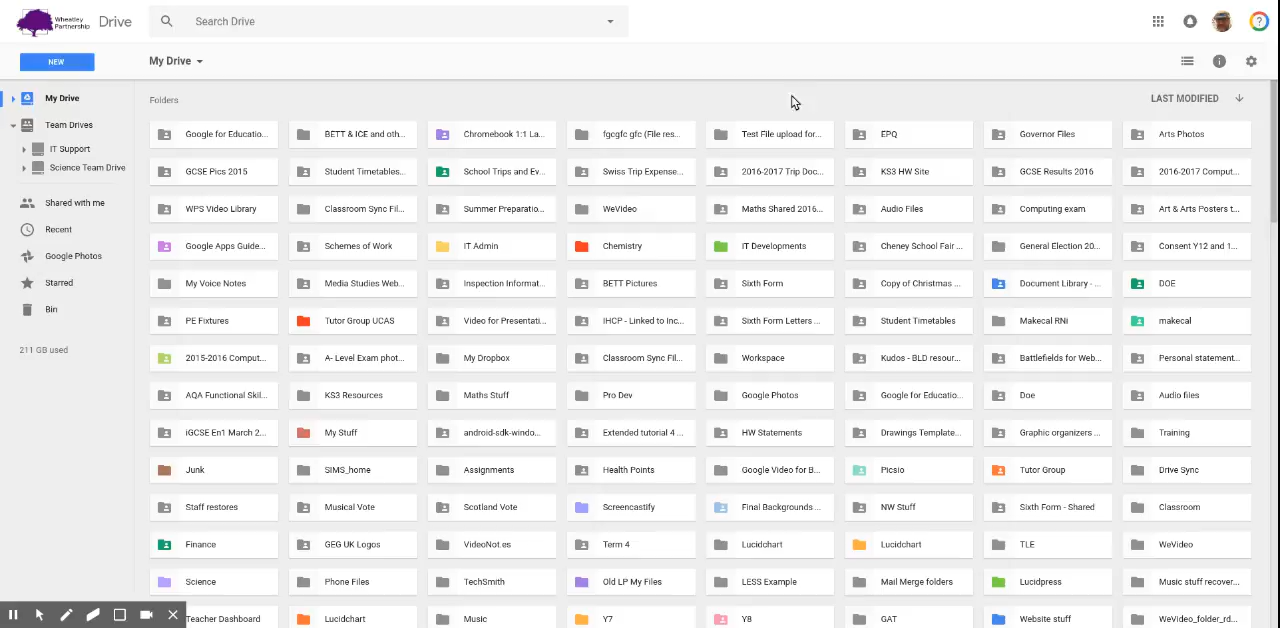 Wheatley
Partnership
Drive
Search Drive
NEW
My Drive
My Drive
Team Drives
IT Support
Science Team Drive
Shared with me
Recent
Google Photos
Starred
Bin
211 GB used
Folders
LAST MODIFIED
Google for Educatio... BETT & ICE and oth... Chromebook 1:1 La... fgcgfc gfc (File res... Test File upload for... EPQ Governor Files Arts Photos
GCSE Pics 2015 Student Timetables... School Trips and Ev... Swiss Trip Expense... 2016-2017 Trip Doc... KS3 HW Site GCSE Results 2016 2016-2017 Comput...
WPS Video Library Classroom Sync Fil... Summer Preparatio... WeVideo Maths Shared 2016... Audio Files Computing exam Art & Arts Posters t...
Google Apps Guide... Schemes of Work IT Admin Chemistry IT Developments Cheney School Fair ... General Election 20... Consent Y12 and 1...
My Voice Notes Media Studies Web... Inspection Informat... BETT Pictures Sixth Form Copy of Christmas ... Document Library - ... DOE
PE Fixtures Tutor Group UCAS Video for Presentati... IHCP - Linked to Inc... Sixth Form Letters ... Student Timetables Makecal RNi makecal
2015-2016 Comput... A- Level Exam phot... My Dropbox Classroom Sync Fil... Workspace Kudos - BLD resour... Battlefields for Web... Personal statement...
AQA Functional Skil... KS3 Resources Maths Stuff Pro Dev Google Photos Google for Educatio... Doe Audio files
iGCSE En1 March 2... My Stuff android-sdk-windo... Extended tutorial 4 ... HW Statements Drawings Template... Graphic organizers ... Training
Junk SIMS_home Assignments Health Points Google Video for B... Picsio Tutor Group Drive Sync
Staff restores Musical Vote Scotland Vote Screencastify Final Backgrounds ... NW Stuff Sixth Form - Shared Classroom
Finance GEG UK Logos VideoNot.es Term 4 Lucidchart Lucidchart TLE WeVideo
Science Phone Files TechSmith Old LP My Files LESS Example Mail Merge folders Lucidpress Music stuff recover...
Teacher Dashboard Lucidchart Music Y7 Y8 GAT Website stuff WeVideo_folder_rd...